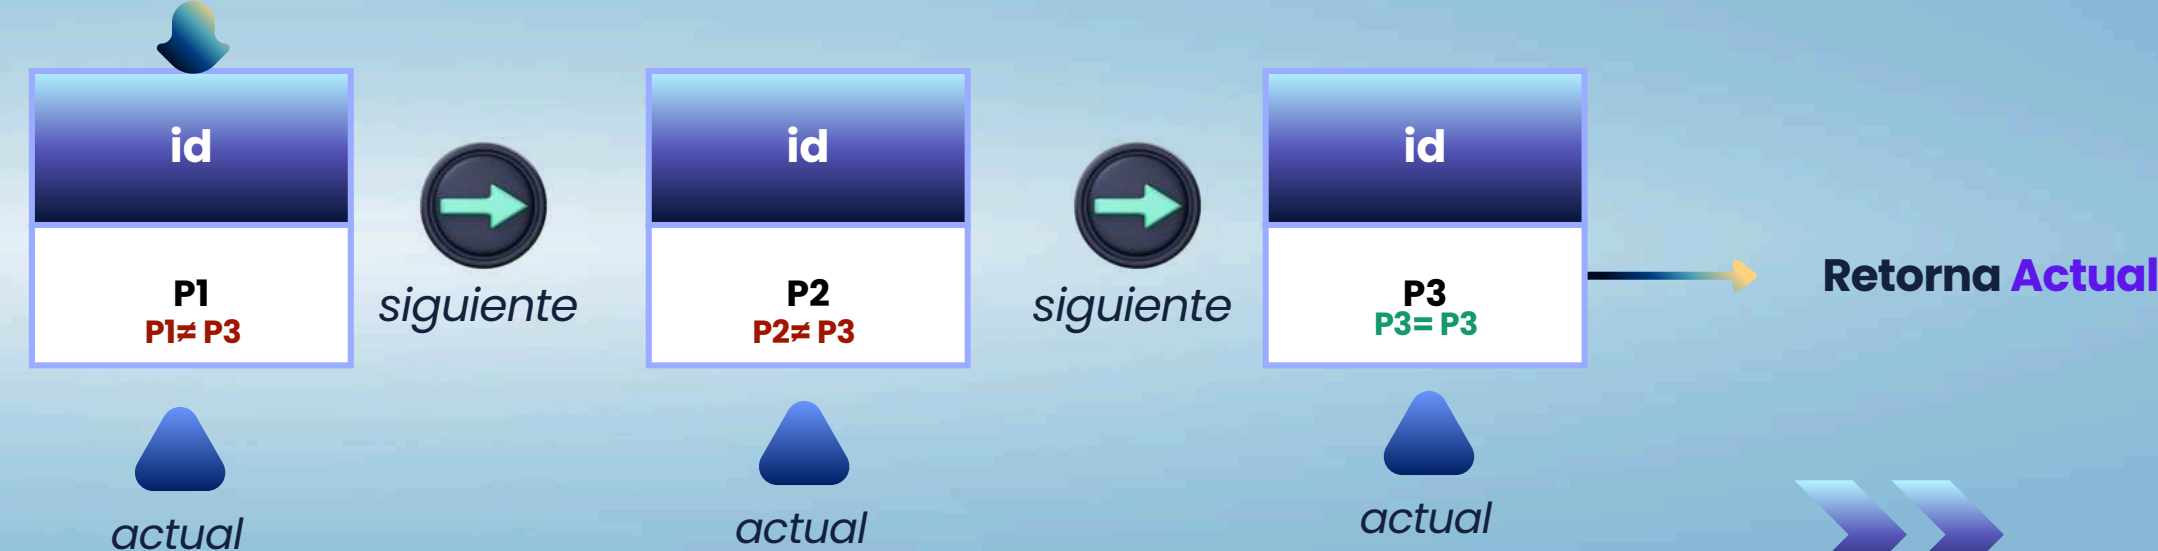 id
P1
P1≠ P3
actual
siguiente
id
P2
P2≠ P3
actual
siguiente
id
P3
P3= P3
actual
Retorna Actual